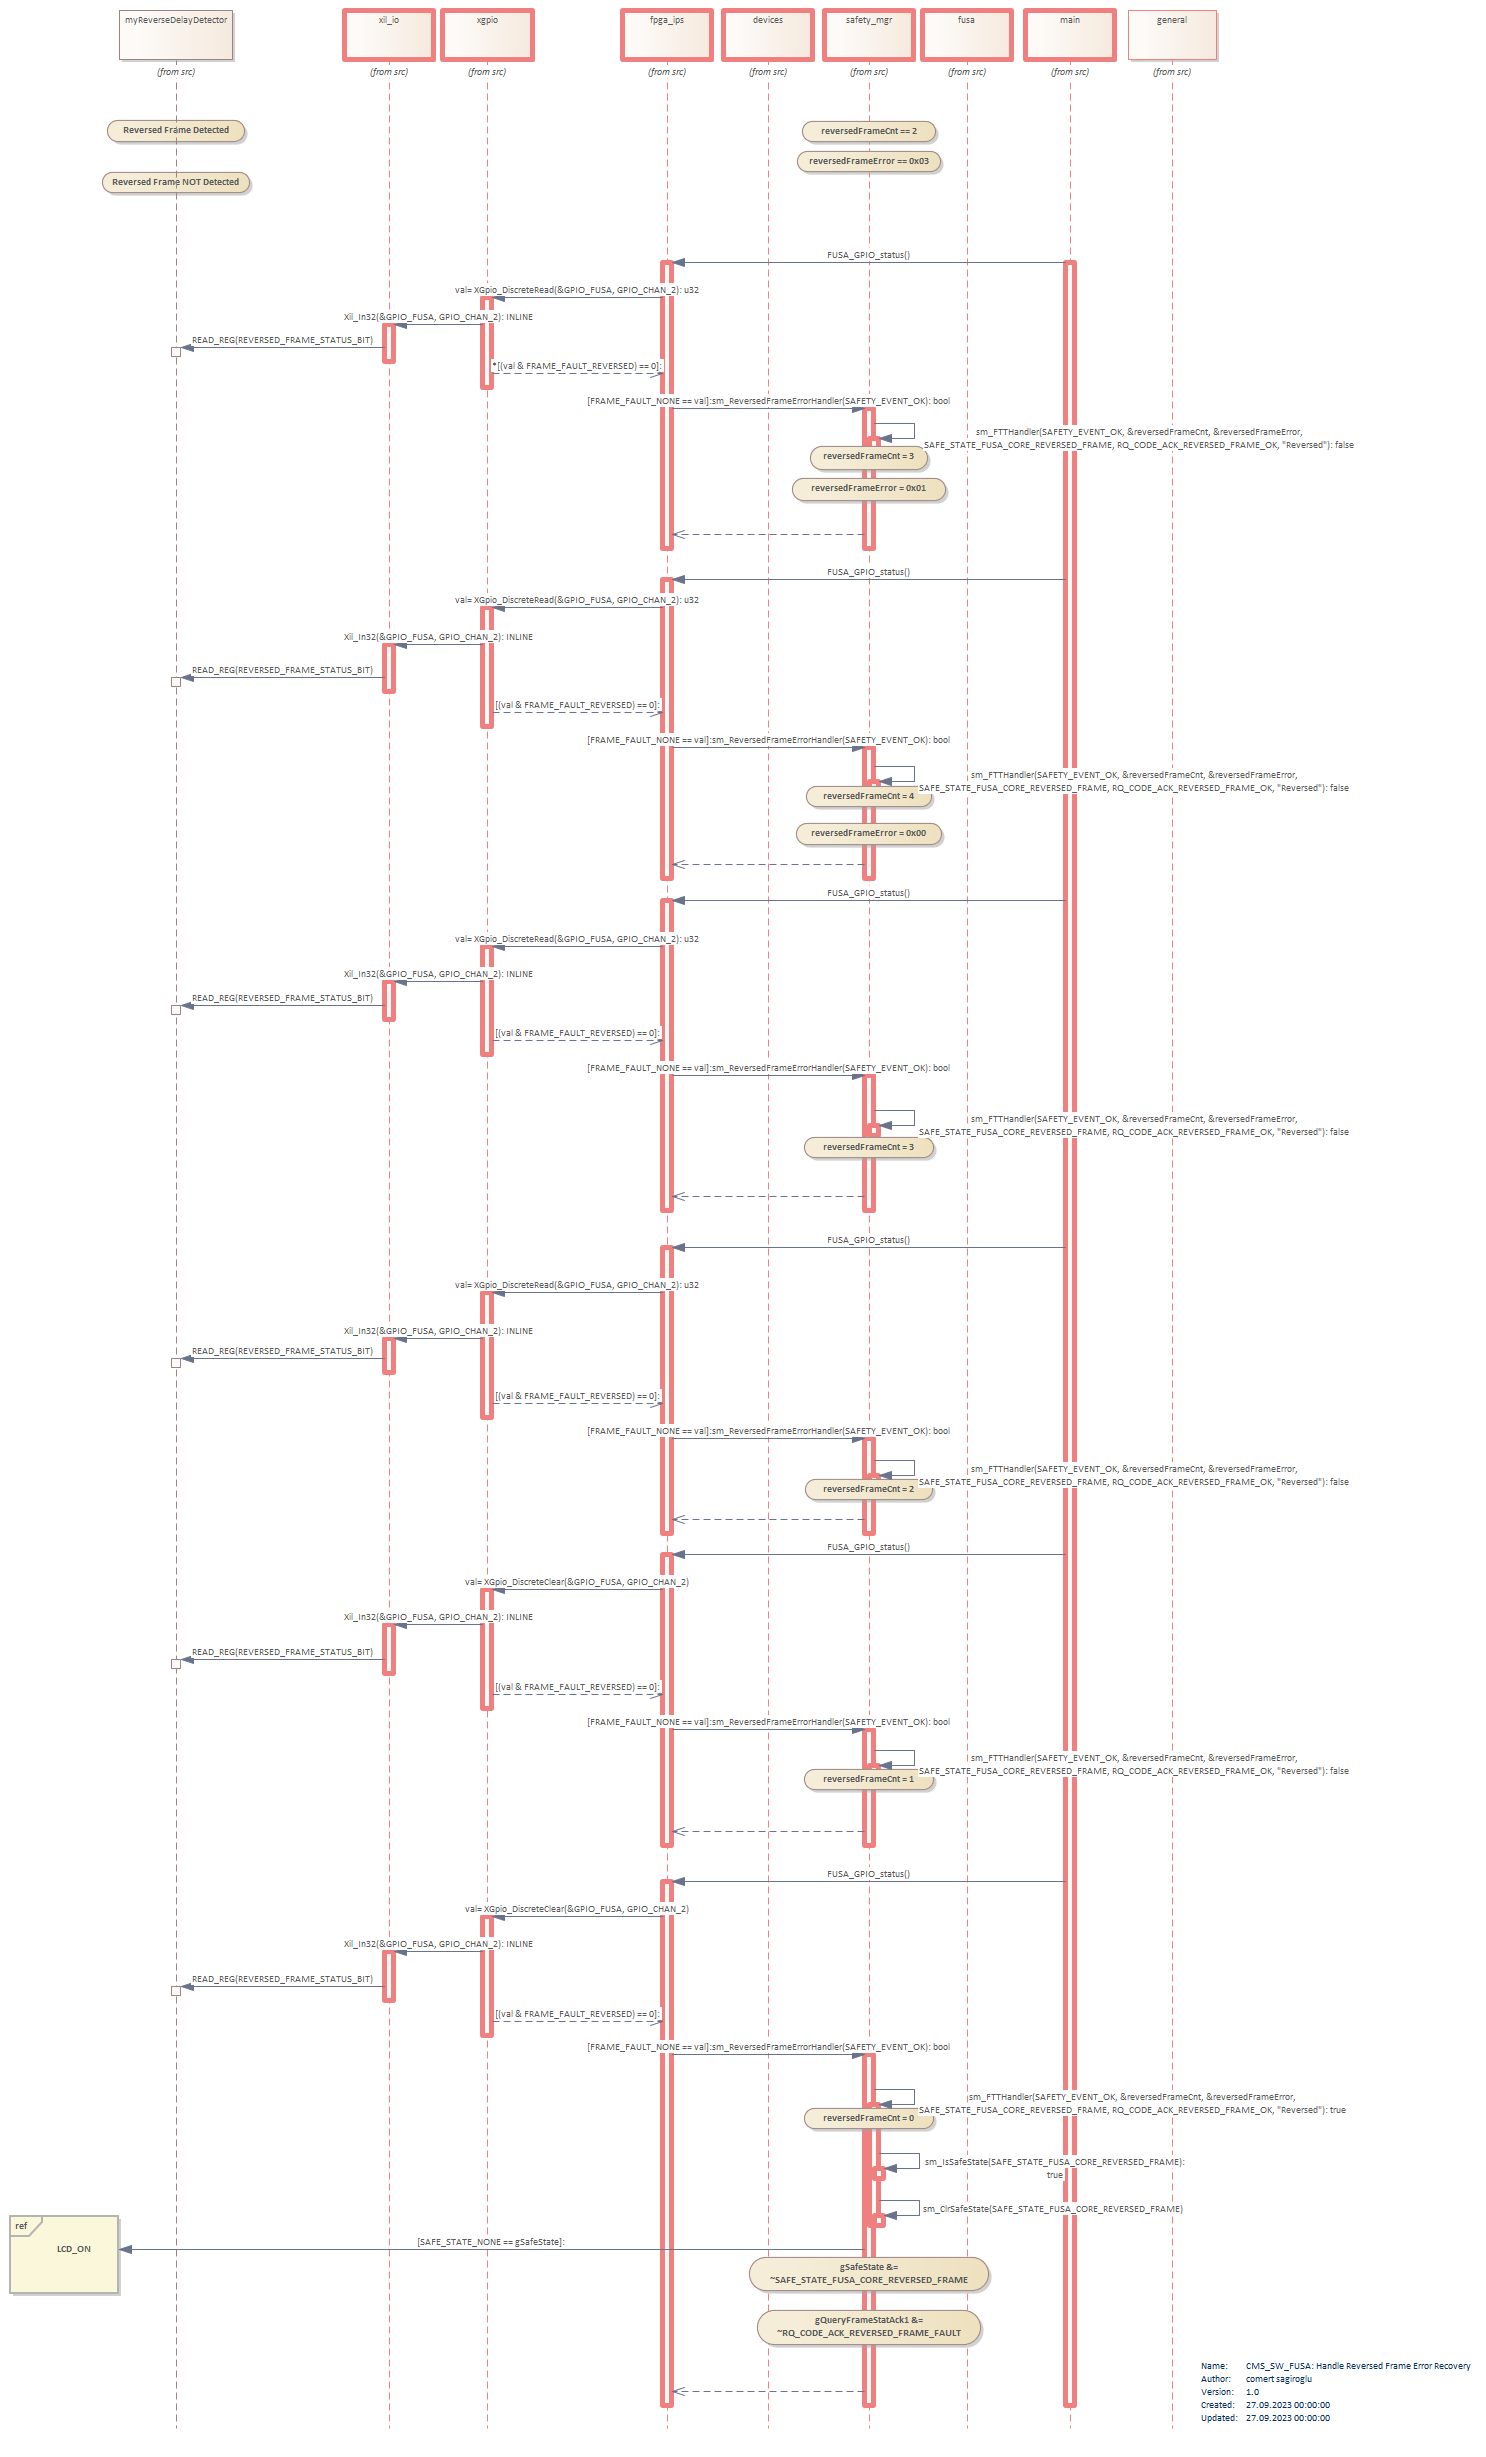 myReverseDelayDetector
xil_io
xgpio
fpga_ips
devices
safety_mgr
fusa
main
general
(from src)
(from src)
(from src)
(from src)
(from src)
(from src)
(from src)
(from src)
(from src)
Reversed Frame Detected
reversedFrameCnt == 2
reversedFrameError == 0x03
Reversed Frame NOT Detected
FUSA_GPIO_status()
val= XGpio_DiscreteRead(&GPIO_FUSA, GPIO_CHAN_2): u32
Xil_In32(&GPIO_FUSA, GPIO_CHAN_2): INLINE
READ_REG(REVERSED_FRAME_STATUS_BIT)
*[(val & FRAME_FAULT_REVERSED) == 0]:
[FRAME_FAULT_NONE == val]:sm_ReversedFrameErrorHandler(SAFETY_EVENT_OK): bool
sm_FTTHandler(SAFETY_EVENT_OK, &reversedFrameCnt, &reversedFrameError,
SAFE_STATE_FUSA_CORE_REVERSED_FRAME, RQ_CODE_ACK_REVERSED_FRAME_OK, "Reversed"): false
reversedFrameCnt = 3
reversedFrameError = 0x01
FUSA_GPIO_status()
val= XGpio_DiscreteRead(&GPIO_FUSA, GPIO_CHAN_2): u32
Xil_In32(&GPIO_FUSA, GPIO_CHAN_2): INLINE
READ_REG(REVERSED_FRAME_STATUS_BIT)
[(val & FRAME_FAULT_REVERSED) == 0]:
[FRAME_FAULT_NONE == val]:sm_ReversedFrameErrorHandler(SAFETY_EVENT_OK): bool
sm_FTTHandler(SAFETY_EVENT_OK, &reversedFrameCnt, &reversedFrameError,
SAFE_STATE_FUSA_CORE_REVERSED_FRAME, RQ_CODE_ACK_REVERSED_FRAME_OK, "Reversed"): false
reversedFrameCnt = 4
reversedFrameError = 0x00
FUSA_GPIO_status()
val= XGpio_DiscreteRead(&GPIO_FUSA, GPIO_CHAN_2): u32
Xil_In32(&GPIO_FUSA, GPIO_CHAN_2): INLINE
READ_REG(REVERSED_FRAME_STATUS_BIT)
[(val & FRAME_FAULT_REVERSED) == 0]:
[FRAME_FAULT_NONE == val]:sm_ReversedFrameErrorHandler(SAFETY_EVENT_OK): bool
sm_FTTHandler(SAFETY_EVENT_OK, &reversedFrameCnt, &reversedFrameError,
SAFE_STATE_FUSA_CORE_REVERSED_FRAME, RQ_CODE_ACK_REVERSED_FRAME_OK, "Reversed"): false
reversedFrameCnt = 3
FUSA_GPIO_status()
val= XGpio_DiscreteRead(&GPIO_FUSA, GPIO_CHAN_2): u32
Xil_In32(&GPIO_FUSA, GPIO_CHAN_2): INLINE
READ_REG(REVERSED_FRAME_STATUS_BIT)
[(val & FRAME_FAULT_REVERSED) == 0]:
[FRAME_FAULT_NONE == val]:sm_ReversedFrameErrorHandler(SAFETY_EVENT_OK): bool
sm_FTTHandler(SAFETY_EVENT_OK, &reversedFrameCnt, &reversedFrameError,
SAFE_STATE_FUSA_CORE_REVERSED_FRAME, RQ_CODE_ACK_REVERSED_FRAME_OK, "Reversed"): false
reversedFrameCnt = 2
FUSA_GPIO_status()
val= XGpio_DiscreteClear(&GPIO_FUSA, GPIO_CHAN_2)
Xil_In32(&GPIO_FUSA, GPIO_CHAN_2): INLINE
READ_REG(REVERSED_FRAME_STATUS_BIT)
[(val & FRAME_FAULT_REVERSED) == 0]:
[FRAME_FAULT_NONE == val]:sm_ReversedFrameErrorHandler(SAFETY_EVENT_OK): bool
sm_FTTHandler(SAFETY_EVENT_OK, &reversedFrameCnt, &reversedFrameError,
SAFE_STATE_FUSA_CORE_REVERSED_FRAME, RQ_CODE_ACK_REVERSED_FRAME_OK, "Reversed"): false
reversedFrameCnt = 1
FUSA_GPIO_status()
val= XGpio_DiscreteClear(&GPIO_FUSA, GPIO_CHAN_2)
Xil_In32(&GPIO_FUSA, GPIO_CHAN_2): INLINE
READ_REG(REVERSED_FRAME_STATUS_BIT)
[(val & FRAME_FAULT_REVERSED) == 0]:
[FRAME_FAULT_NONE == val]:sm_ReversedFrameErrorHandler(SAFETY_EVENT_OK): bool
sm_FTTHandler(SAFETY_EVENT_OK, &reversedFrameCnt, &reversedFrameError,
SAFE_STATE_FUSA_CORE_REVERSED_FRAME, RQ_CODE_ACK_REVERSED_FRAME_OK, "Reversed"): true
reversedFrameCnt = 0
sm_IsSafeState(SAFE_STATE_FUSA_CORE_REVERSED_FRAME):
true
sm_ClrSafeState(SAFE_STATE_FUSA_CORE_REVERSED_FRAME)
ref
LCD_ON
[SAFE_STATE_NONE == gSafeState]:
gSafeState &=
~SAFE_STATE_FUSA_CORE_REVERSED_FRAME
gQueryFrameStatAck1 &=
~RQ_CODE_ACK_REVERSED_FRAME_FAULT
Name: CMS_SW_FUSA: Handle Reversed Frame Error Recovery
Author: comert sagiroglu
Version: 1.0
Created: 27.09.2023 00:00:00
Updated: 27.09.2023 00:00:00